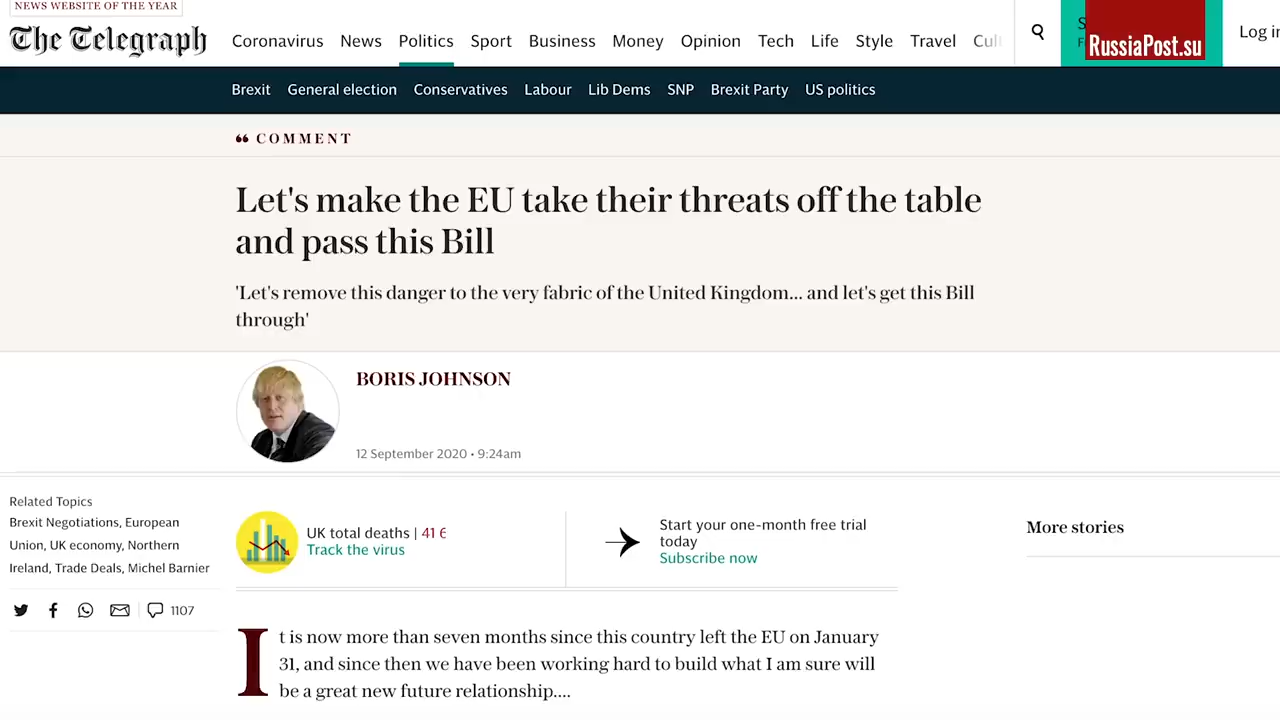 NEWS WEBSITE OF THE YEAR
The Telegraph
Coronavirus News Politics Sport Business Money Opinion Tech Life Style Travel Cult
RussiaPost.su
Log in
Brexit General election Conservatives Labour Lib Dems SNP Brexit Party US politics
“ COMMENT
Let's make the EU take their threats off the table
and pass this Bill
'Let's remove this danger to the very fabric of the United Kingdom... and let's get this Bill
through'
BORIS JOHNSON
12 September 2020 • 9:24am
Related Topics
Brexit Negotiations, European
Union, UK economy, Northern
Ireland, Trade Deals, Michel Barnier
1107
UK total deaths | 41 6
Track the virus
Start your one-month free trial
today
Subscribe now
More stories
It is now more than seven months since this country left the EU on January
31, and since then we have been working hard to build what I am sure will
be a great new future relationship....